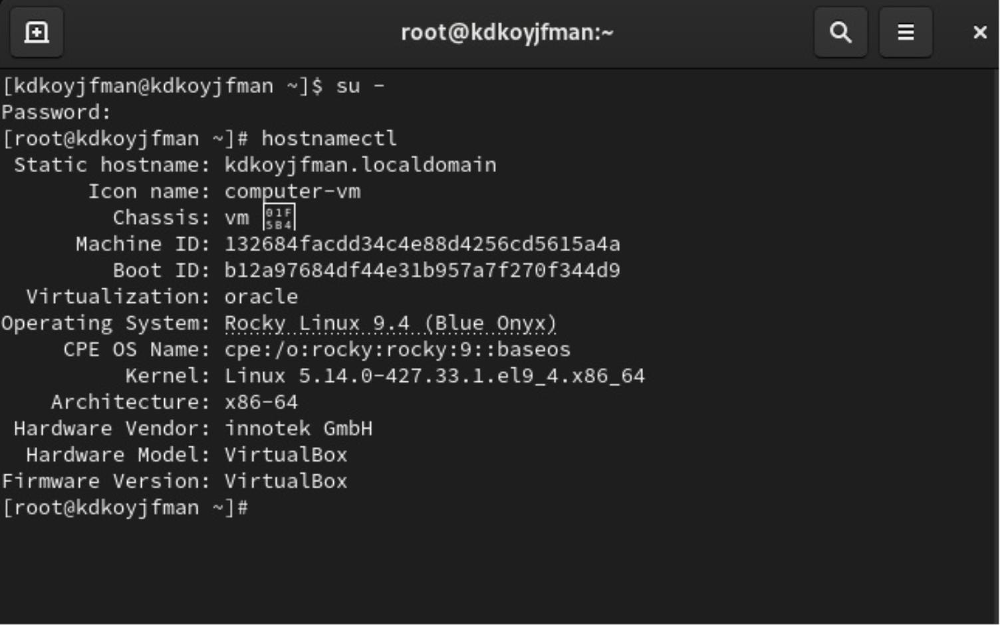 root@kdkoyjfman:~
[kdkoyjfman@kdkoyjfman ~]$ su -
Password:
[root@kdkoyjfman ~]# hostnamectl
Static hostname: kdkoyjfman.localdomain
Icon name: computer-vm
Chassis: vm 🖴
Machine ID: 132684facdd34c4e88d4256cd5615a4a
Boot ID: b12a97684df44e31b957a7f270f344d9
Virtualization: oracle
Operating System: Rocky Linux 9.4 (Blue Onyx)
CPE OS Name: cpe:/o:rocky:rocky:9::baseos
Kernel: Linux 5.14.0-427.33.1.el9_4.x86_64
Architecture: x86-64
Hardware Vendor: innotek GmbH
Hardware Model: VirtualBox
Firmware Version: VirtualBox
[root@kdkoyjfman ~]#